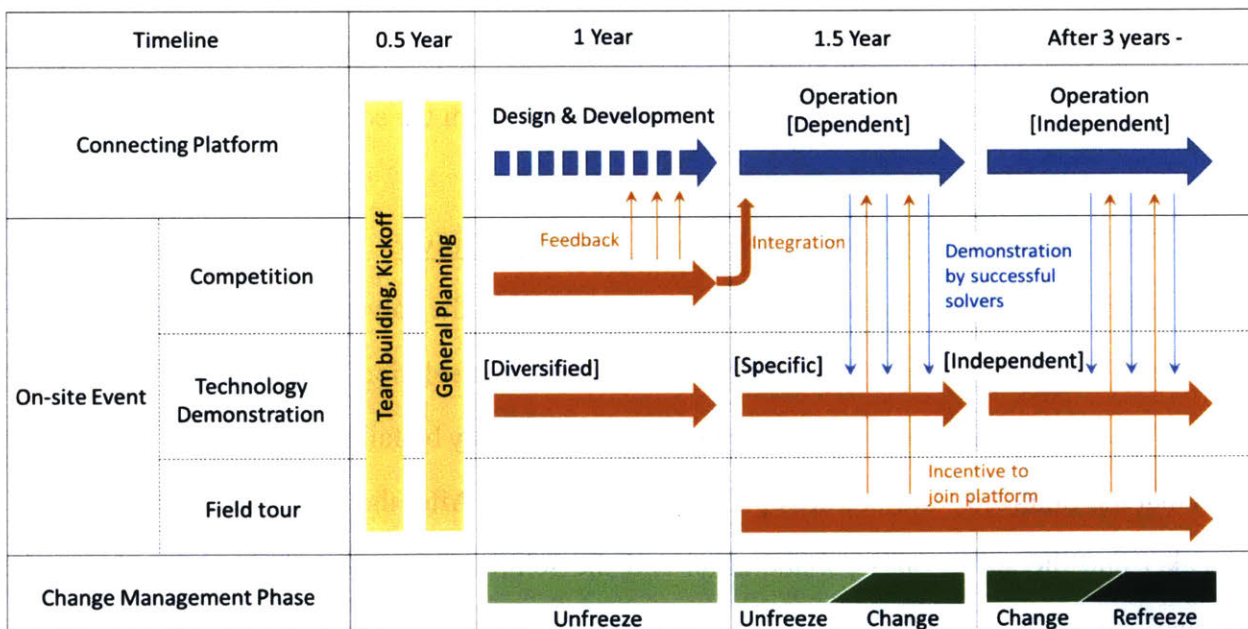 Timeline
0.5 Year
1 Year
1.5 Year
After 3 years -
Connecting Platform
Design & Development
Operation
[Dependent]
Operation
[Independent]
Team building, Kickoff
General Planning
On-site Event
Competition
Feedback
Integration
Demonstration
by successful
solvers
Technology
Demonstration
[Diversified]
[Specific]
[Independent]
Field tour
Incentive to
join platform
Change Management Phase
Unfreeze
Unfreeze
Change
Change
Refreeze